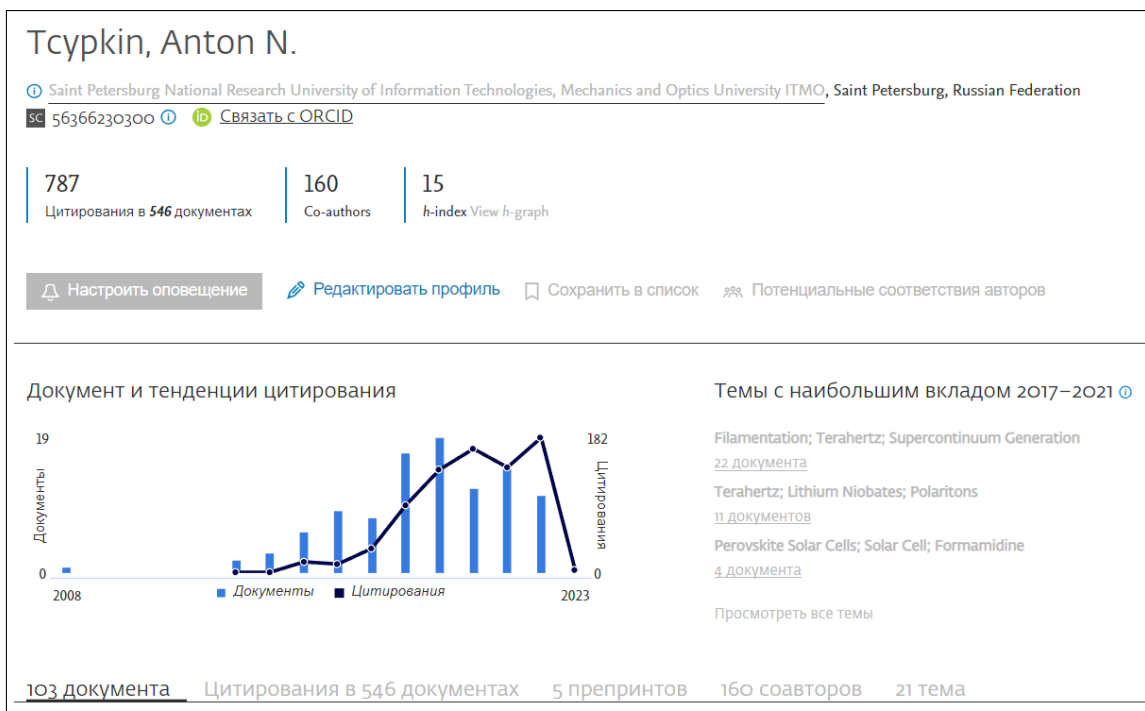 Tcypkin, Anton N.
Saint Petersburg National Research University of Information Technologies, Mechanics and Optics University ITMO, Saint Petersburg, Russian Federation
SC 56366230300 iD Связать с ORCID
787 160 15
Цитирования в 546 документах Co-authors h-index View h-graph
Настроить оповещение Редактировать профиль Сохранить в список Потенциальные соответствия авторов
Документ и тенденции цитирования
19 182
Документы
Цитирования
0 0
2008 2023
Документы Цитирования
Темы с наибольшим вкладом 2017–2021
Filamentation; Terahertz; Supercontinuum Generation
22 документа
Terahertz; Lithium Niobates; Polaritons
11 документов
Perovskite Solar Cells; Solar Cell; Formamidine
4 документа
Просмотреть все темы
103 документа Цитирования в 546 документах 5 препринтов 160 соавторов 21 тема